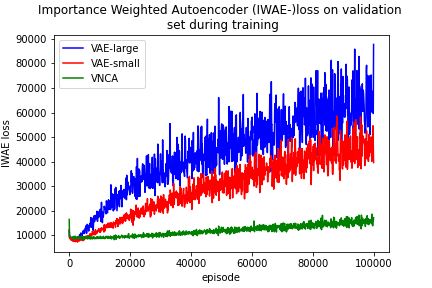 Importance Weighted Autoencoder (IWAE-)loss on validation
set during training
90000
80000
70000
60000
50000
40000
30000
20000
10000
IWAE loss
VAE-large
VAE-small
VNCA
0
20000
40000
60000
80000
100000
episode